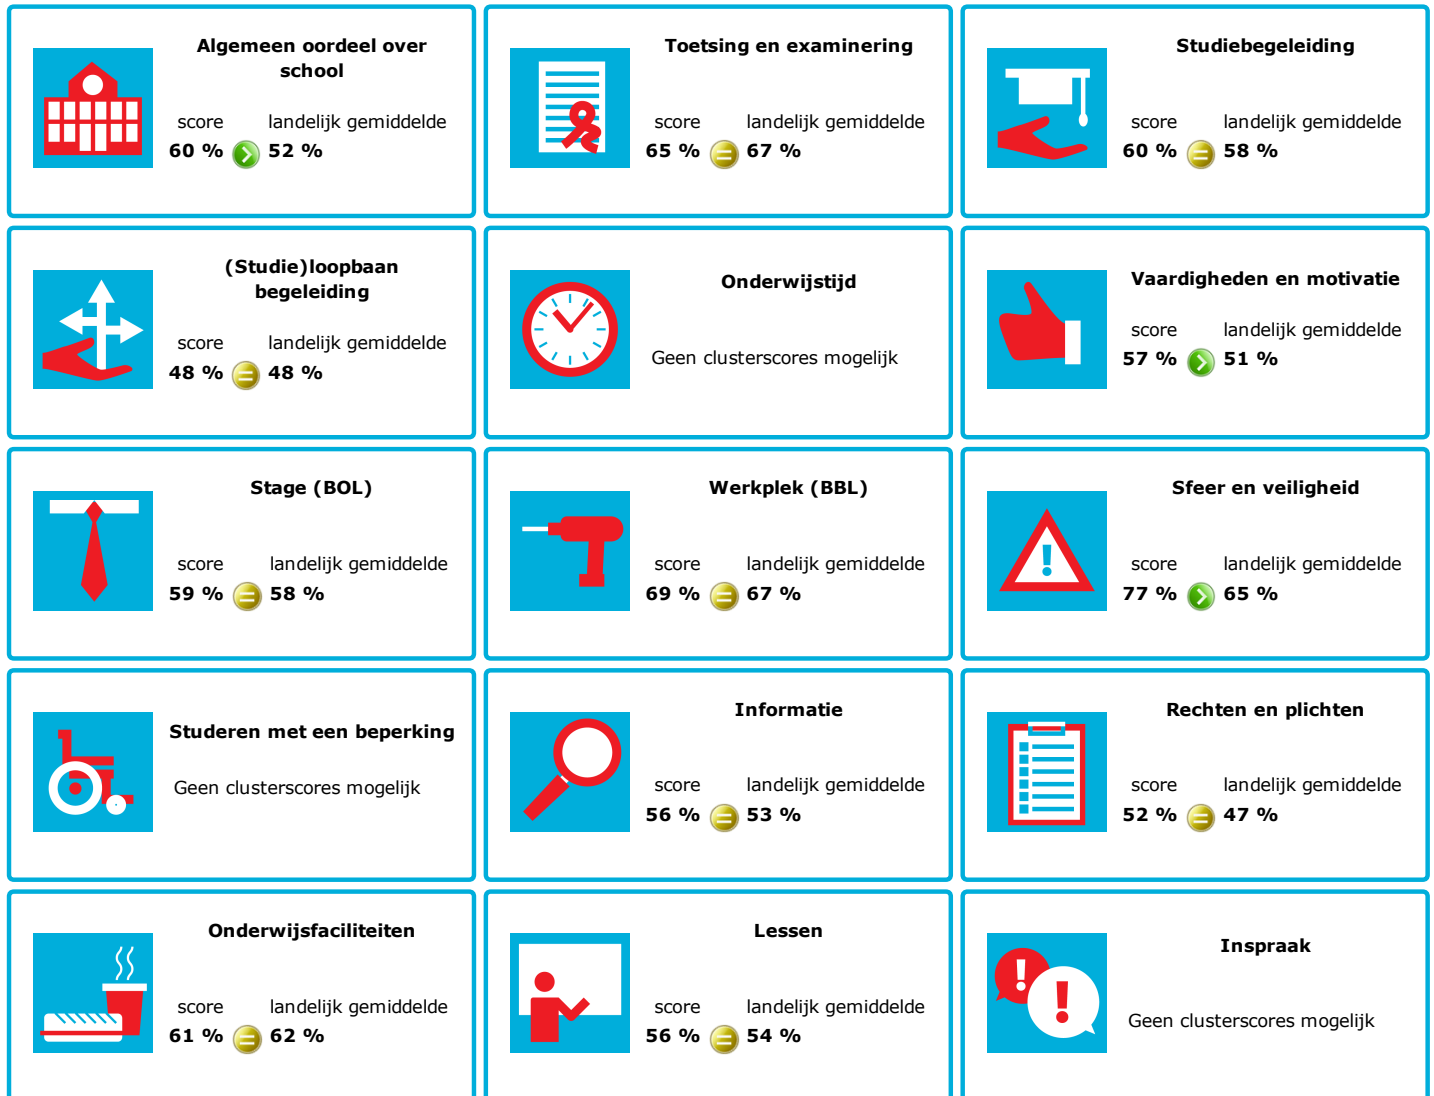 Algemeen oordeel over
school
score landelijk gemiddelde
60 % 52 %
Toetsing en examinering
score landelijk gemiddelde
65 % 67 %
Studiebegeleiding
score landelijk gemiddelde
60 % 58 %
(Studie)loopbaan
begeleiding
score landelijk gemiddelde
48 % 48 %
Onderwijstijd
Geen clusterscores mogelijk
Vaardigheden en motivatie
score landelijk gemiddelde
57 % 51 %
Stage (BOL)
score landelijk gemiddelde
59 % 58 %
Werkplek (BBL)
score landelijk gemiddelde
69 % 67 %
Sfeer en veiligheid
score landelijk gemiddelde
77 % 65 %
Studeren met een beperking
Geen clusterscores mogelijk
Informatie
score landelijk gemiddelde
56 % 53 %
Rechten en plichten
score landelijk gemiddelde
52 % 47 %
Onderwijsfaciliteiten
score landelijk gemiddelde
61 % 62 %
Lessen
score landelijk gemiddelde
56 % 54 %
Inspraak
Geen clusterscores mogelijk